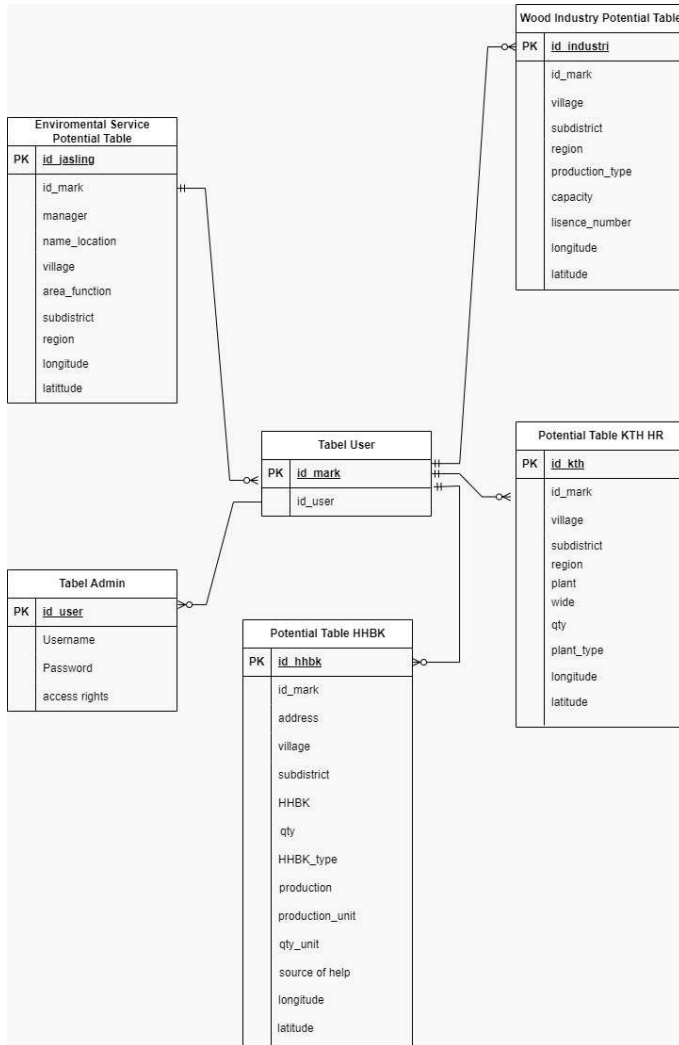 Wood Industry Potential Table
PK id_industri
id_mark
village
subdistrict
region
production_type
capacity
lisence_number
longitude
latitude
Enviromental Service
Potential Table
PK id_jasling
id_mark
manager
name_location
village
area_function
subdistrict
region
longitude
latittude
Tabel User
PK id_mark
id_user
Potential Table KTH HR
PK id_kth
id_mark
village
subdistrict
region
plant
wide
qty
plant_type
longitude
latitude
Tabel Admin
PK id_user
Username
Password
access rights
Potential Table HHBK
PK id_hhbk
id_mark
address
village
subdistrict
HHBK
qty
HHBK_type
production
production_unit
qty_unit
source of help
longitude
latitude